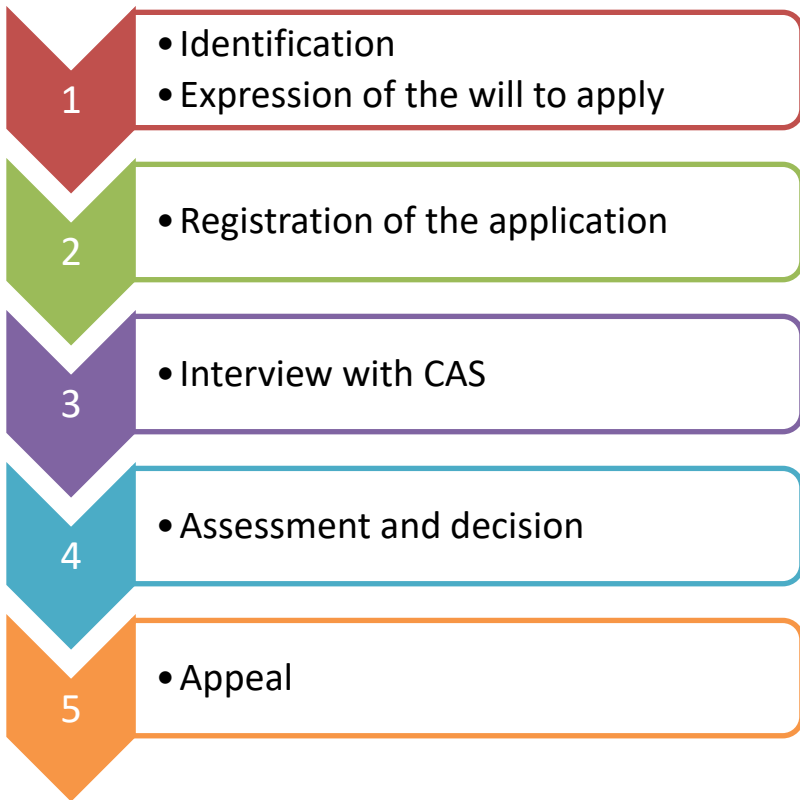 1
• Identification
• Expression of the will to apply
2
• Registration of the application
3
• Interview with CAS
4
• Assessment and decision
5
• Appeal